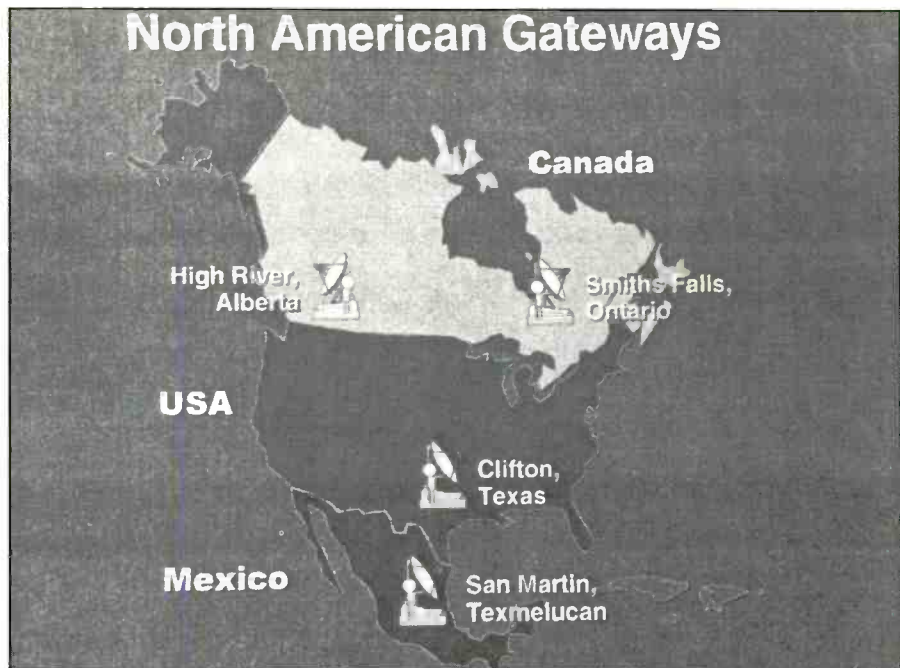 North American Gateways
Canada
High River,
Alberta
Smiths Falls,
Ontario
USA
Clifton,
Texas
Mexico
San Martin,
Texmelucan